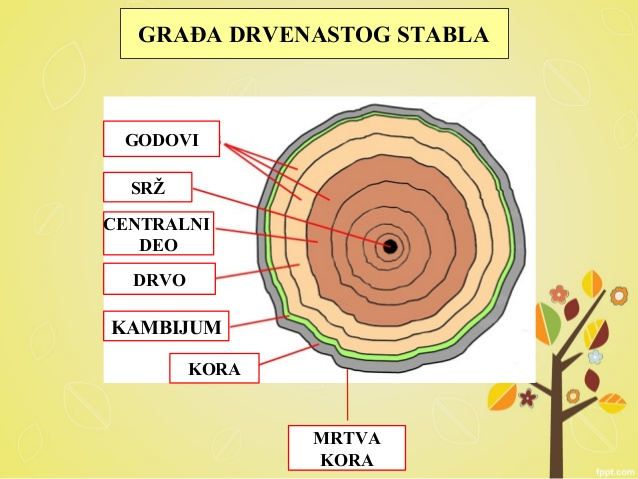 GRAĐA DRVENASTOG STABLA
GODOVI
SRŽ
CENTRALNI
DEO
DRVO
KAMBIJUM
KORA
MRTVA
KORA
fppt.com